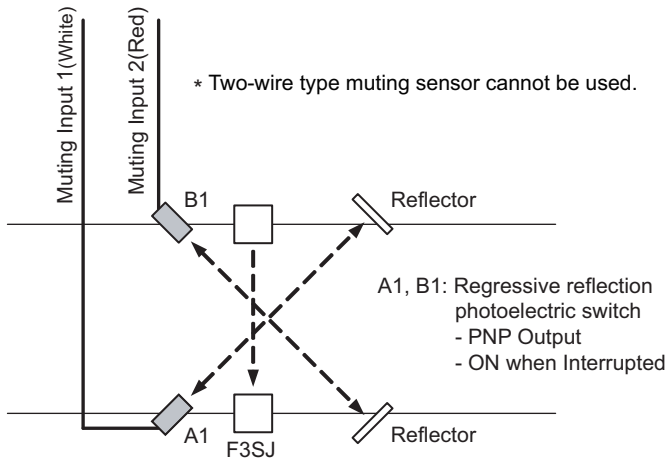 Muting Input 1(White)
Muting Input 2(Red)
* Two-wire type muting sensor cannot be used.
B1
Reflector
A1, B1: Regressive reflection
photoelectric switch
- PNP Output
- ON when Interrupted
A1
F3SJ
Reflector